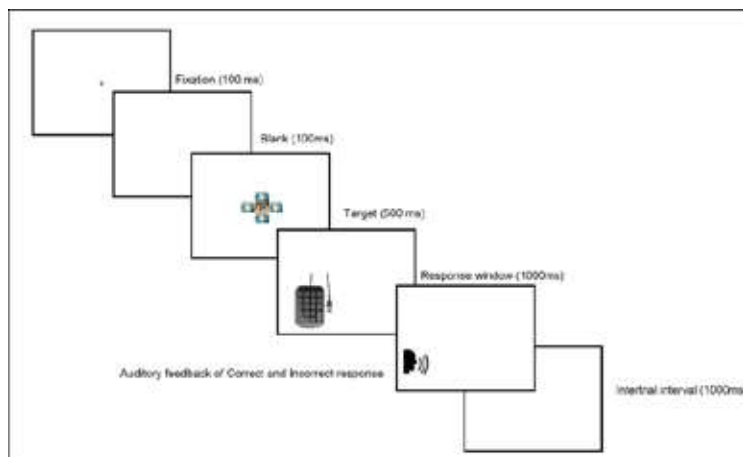 Fixation (100 ms)
Blank (100ms)
Target (500 ms)
Response window (1000ms)
Auditory feedback of Correct and Incorrect response
Intertrial interval (1000ms